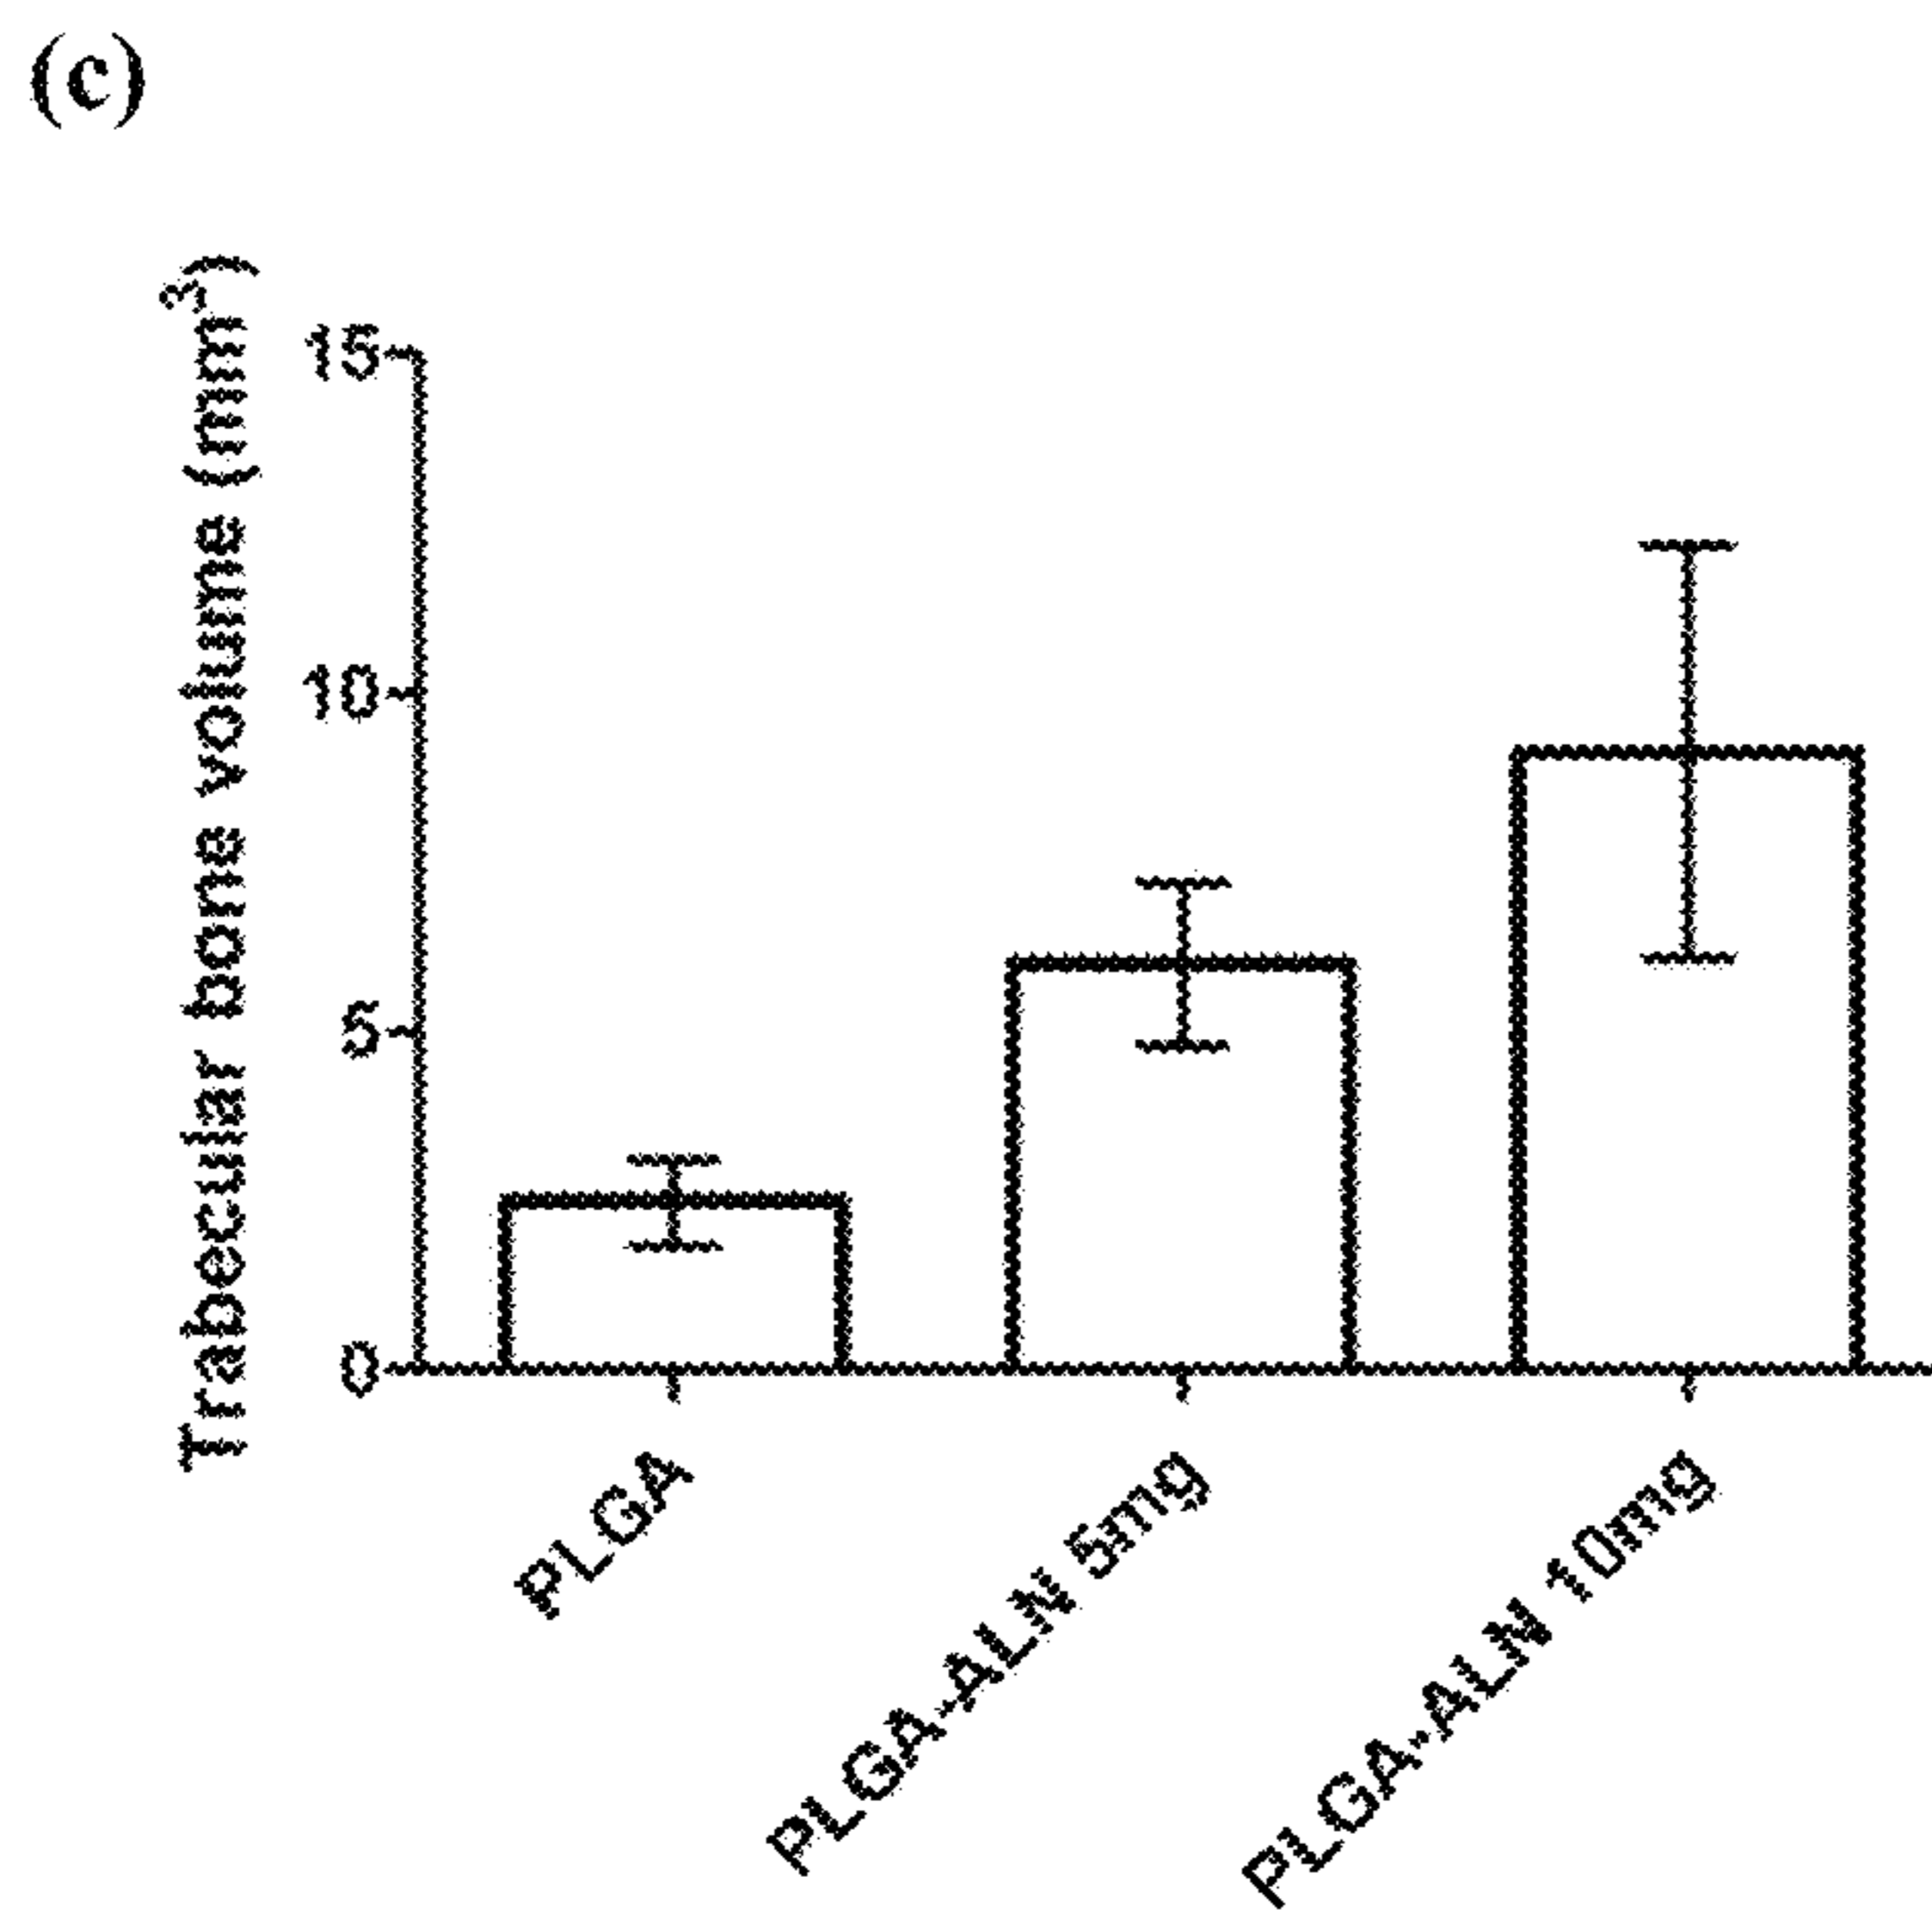 (c)
Trabecular bone volume (mm³)
15
10
5
0
PLGA
PLGA-ALN 5mg
PLGA-ALN 10mg